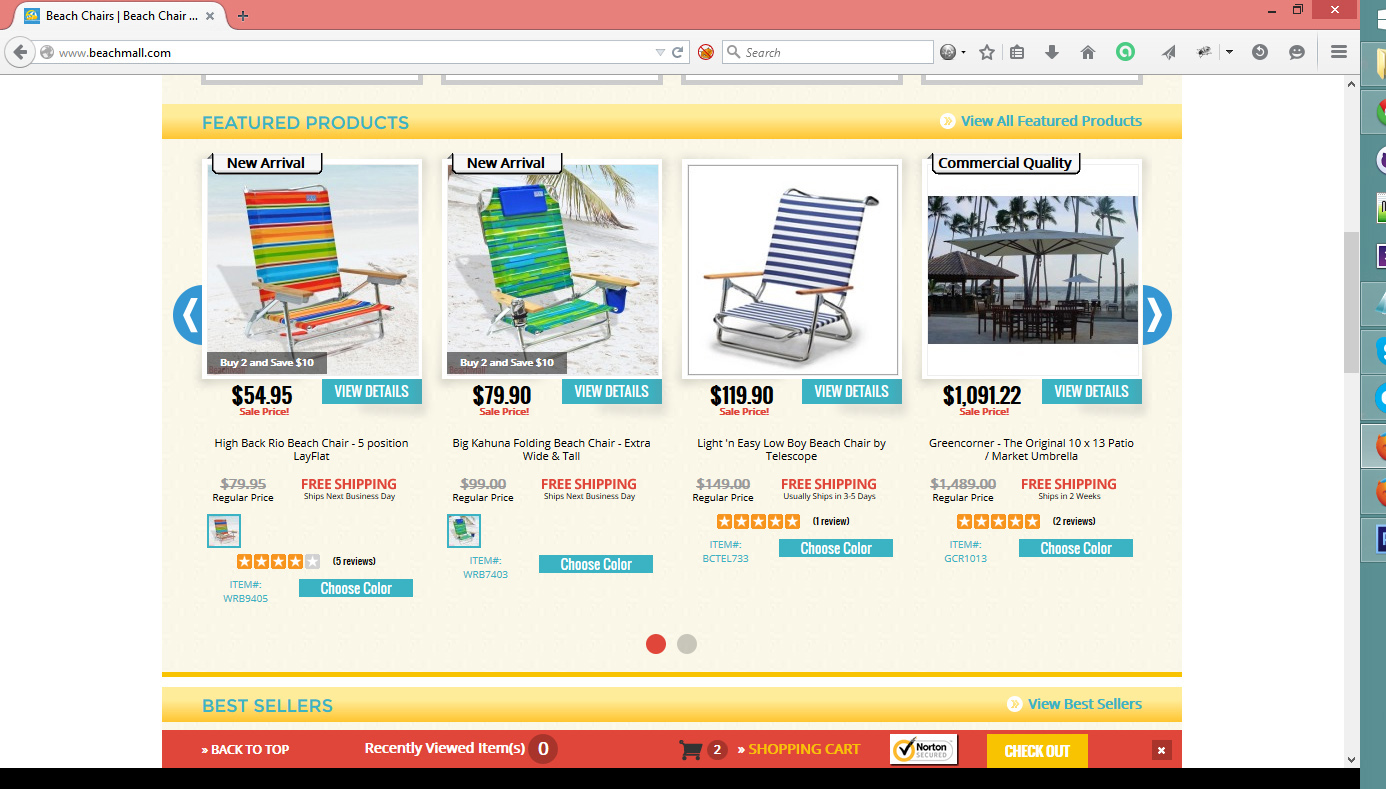 Beach Chairs | Beach Chair ...
www.beachmall.com
Search
FEATURED PRODUCTS
View All Featured Products
New Arrival
New Arrival
Commercial Quality
Buy 2 and Save $10
Buy 2 and Save $10
$54.95
Sale Price!
VIEW DETAILS
$79.90
Sale Price!
VIEW DETAILS
$119.90
Sale Price!
VIEW DETAILS
$1,091.22
Sale Price!
VIEW DETAILS
High Back Rio Beach Chair - 5 position
LayFlat
Big Kahuna Folding Beach Chair - Extra
Wide & Tall
Light 'n Easy Low Boy Beach Chair by
Telescope
Greencorner - The Original 10 x 13 Patio
/ Market Umbrella
$79.95
Regular Price
FREE SHIPPING
Ships Next Business Day
$99.00
Regular Price
FREE SHIPPING
Ships Next Business Day
$149.00
Regular Price
FREE SHIPPING
Usually Ships in 3-5 Days
$1,489.00
Regular Price
FREE SHIPPING
Ships in 2 Weeks
(5 reviews)
ITEM#:
WRB9405
Choose Color
ITEM#:
WRB7403
Choose Color
(1 review)
ITEM#:
BCTEL733
Choose Color
(2 reviews)
ITEM#:
GCR1013
Choose Color
BEST SELLERS
View Best Sellers
» BACK TO TOP
Recently Viewed Item(s) 0
2
» SHOPPING CART
Norton
SECURED
CHECK OUT